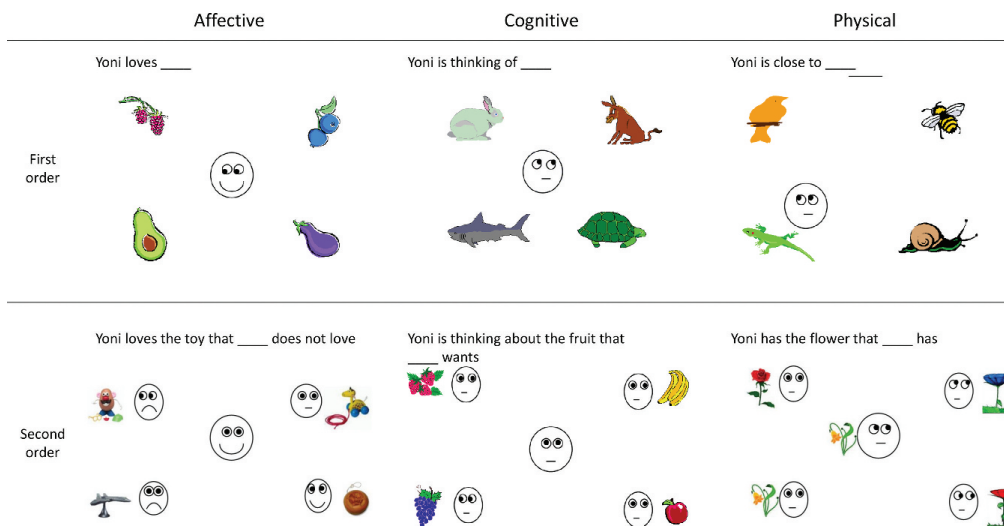 Affective Cognitive Physical
Yoni loves ____ Yoni is thinking of ____ Yoni is close to ____
First
order
Yoni loves the toy that ____ does not love Yoni is thinking about the fruit that Yoni has the flower that ____ has
____ wants
Second
order